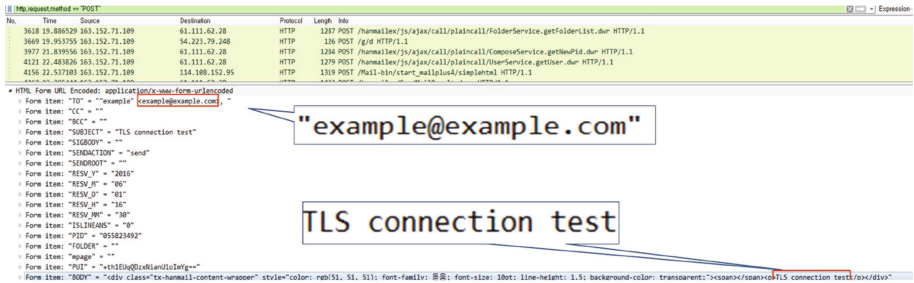 http.request.method == "POST" Expression
No. Time Source Destination Protocol Length Info
3618 19.886529 163.152.71.109 61.111.62.28 HTTP 1287 POST /hanmailex/js/ajax/call/plaincall/FolderService.getFolderList.dwr HTTP/1.1
3669 19.953755 163.152.71.109 54.223.79.248 HTTP 126 POST /g/d HTTP/1.1
3977 21.839556 163.152.71.109 61.111.62.28 HTTP 1284 POST /hanmailex/js/ajax/call/plaincall/ComposeService.getNewPid.dwr HTTP/1.1
4121 22.483826 163.152.71.109 61.111.62.28 HTTP 1279 POST /hanmailex/js/ajax/call/plaincall/UserService.getUser.dwr HTTP/1.1
4156 22.537103 163.152.71.109 114.108.152.95 HTTP 1319 POST /Mail-bin/start_mailplus4/simplehtml HTTP/1.1
HTML Form URL Encoded: application/x-www-form-urlencoded
Form item: "TO" = ""example" <example@example.com>, "
Form item: "CC" = ""
Form item: "BCC" = ""
"example@example.com"
Form item: "SUBJECT" = "TLS connection test"
Form item: "SIGBODY" = ""
Form item: "SENDACTION" = "send"
Form item: "SENDROOT" = ""
Form item: "RESV_Y" = "2016"
Form item: "RESV_M" = "06"
Form item: "RESV_D" = "01"
Form item: "RESV_H" = "16"
TLS connection test
Form item: "RESV_MM" = "30"
Form item: "ISLINEANS" = "0"
Form item: "PID" = "055823492"
Form item: "FOLDER" = ""
Form item: "mpage" = ""
Form item: "PUI" = "+th1EUqQDzxNianU1oImYg=="
Form item: "BODY" = "<div class="tx-hanmail-content-wrapper" style="color: rgb(51, 51, 51); font-family: 돋움; font-size: 10pt; line-height: 1.5; background-color: transparent;"><span></span><p>TLS connection test</p></div>"